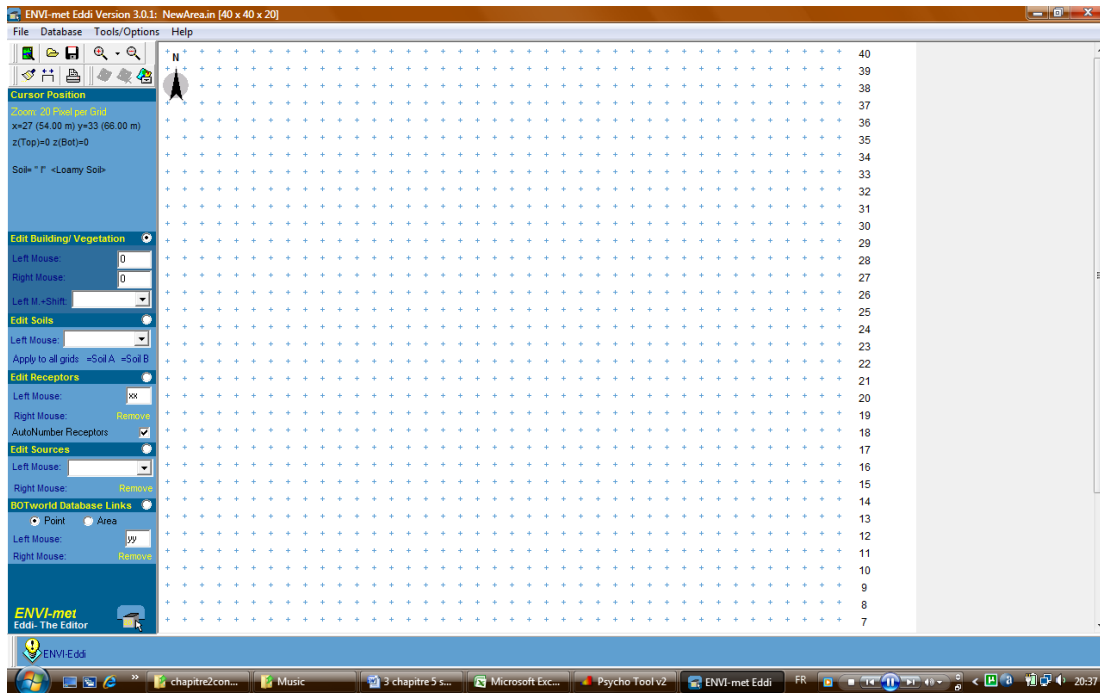 ENVI-met Eddi Version 3.0.1: NewArea.in [40 x 40 x 20]
File Database Tools/Options Help
Cursor Position
Zoom: 20 Pixel per Grid
x=27 (54.00 m) y=33 (66.00 m)
z(Top)=0 z(Bot)=0
Soil= " l" <Loamy Soil>
Edit Building/ Vegetation
Left Mouse: 0
Right Mouse: 0
Left M.+Shift:
Edit Soils
Left Mouse:
Apply to all grids =Soil A =Soil B
Edit Receptors
Left Mouse: xx
Right Mouse: Remove
AutoNumber Receptors
Edit Sources
Left Mouse:
Right Mouse: Remove
BOTworld Database Links
Point Area
Left Mouse: yy
Right Mouse: Remove
ENVI-met
Eddi- The Editor
N
40
39
38
37
36
35
34
33
32
31
30
29
28
27
26
25
24
23
22
21
20
19
18
17
16
15
14
13
12
11
10
9
8
7
ENVI-Eddi
chapitre2con... Music 3 chapitre 5 s... Microsoft Exc... Psycho Tool v2 ENVI-met Eddi FR 20:37